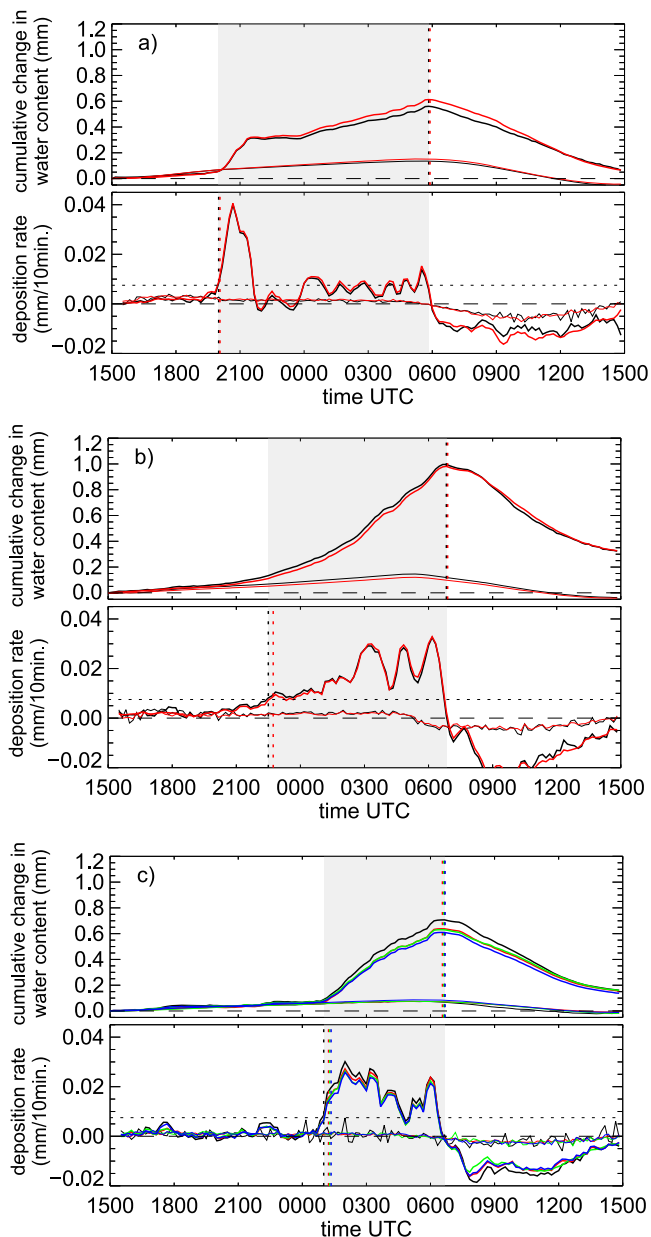 a)
cumulative change in
water content (mm)
1.2
1.0
0.8
0.6
0.4
0.2
0.0
deposition rate
(mm/10min.)
0.04
0.02
0.00
−0.02
1500 1800 2100 0000 0300 0600 0900 1200 1500
time UTC
b)
cumulative change in
water content (mm)
1.2
1.0
0.8
0.6
0.4
0.2
0.0
deposition rate
(mm/10min.)
0.04
0.02
0.00
−0.02
1500 1800 2100 0000 0300 0600 0900 1200 1500
time UTC
c)
cumulative change in
water content (mm)
1.2
1.0
0.8
0.6
0.4
0.2
0.0
deposition rate
(mm/10min.)
0.04
0.02
0.00
−0.02
1500 1800 2100 0000 0300 0600 0900 1200 1500
time UTC